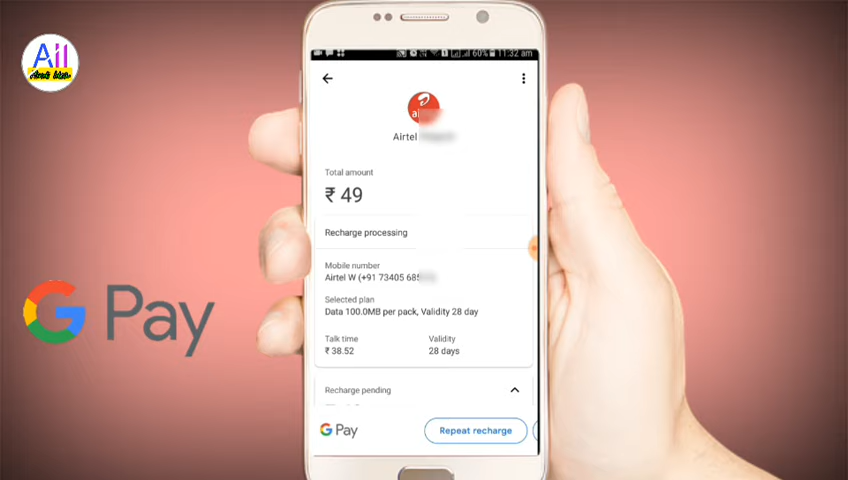 All
60% 11:32 am
Airtel
Total amount
₹ 49
Recharge processing
Mobile number
Airtel W (+91 73405 685
Selected plan
Data 100.0MB per pack, Validity 28 day
Talk time
Validity
₹ 38.52
28 days
Recharge pending
G Pay
Repeat recharge
G Pay